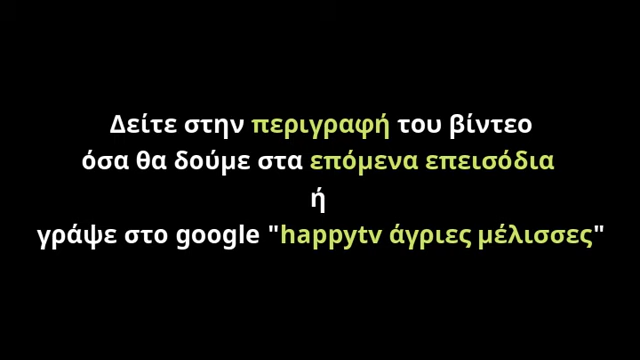 Δείτε στην περιγραφή του βίντεο
όσα θα δούμε στα επόμενα επεισόδια
ή
γράψε στο google "happytv άγριες μέλισσες"